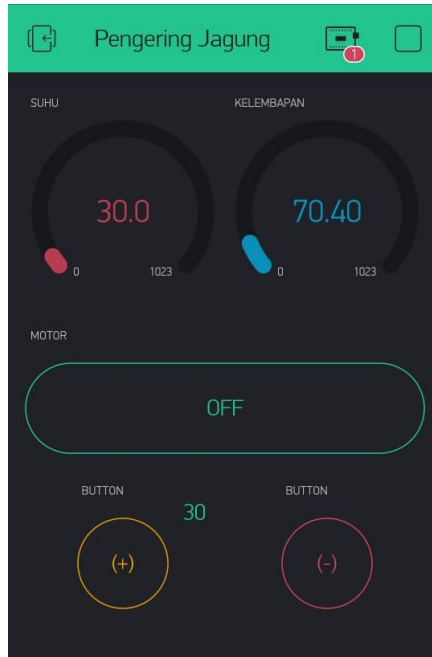 Pengering Jagung
1
SUHU
KELEMBAPAN
30.0
70.40
0
1023
0
1023
MOTOR
OFF
BUTTON
BUTTON
30
(+)
(-)